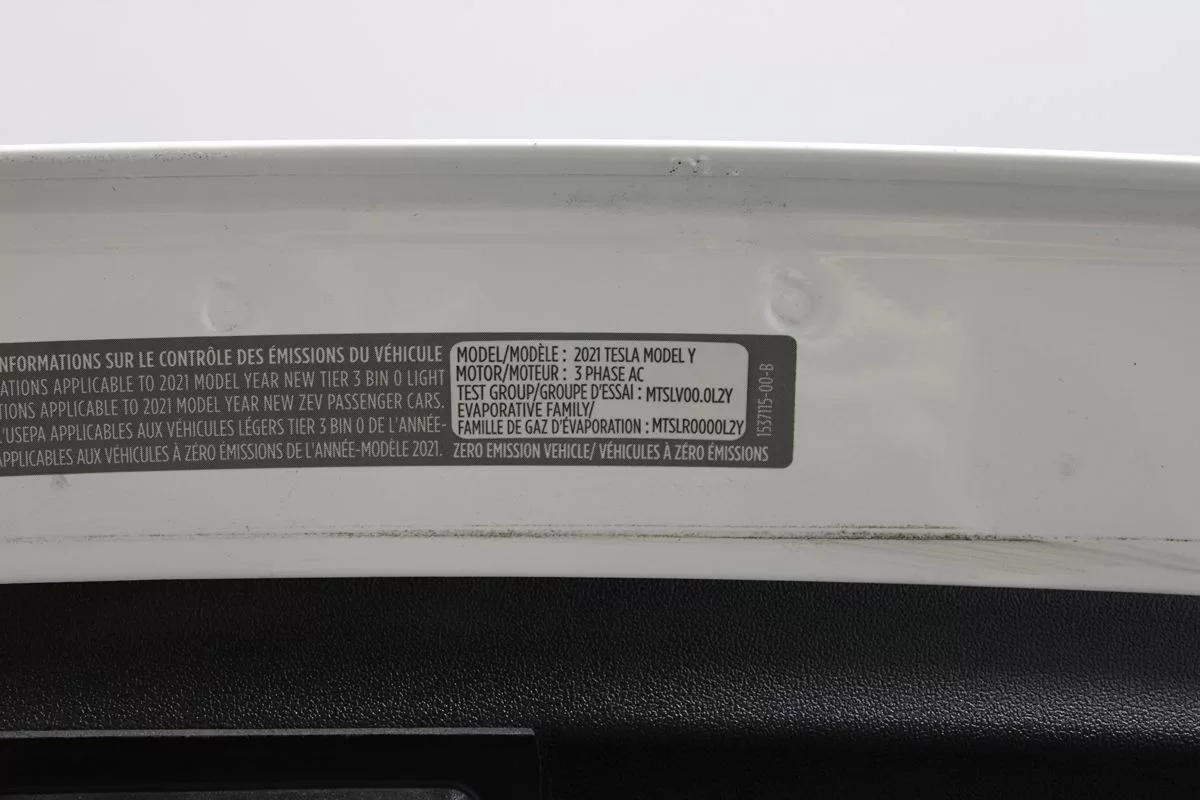 INFORMATIONS SUR LE CONTRÔLE DES ÉMISSIONS DU VÉHICULE
APPLICABLE TO 2021 MODEL YEAR NEW TIER 3 BIN 0 LIGHT
APPLICABLE TO 2021 MODEL YEAR NEW ZEV PASSENGER CARS.
L'USEPA APPLICABLES AUX VÉHICULES LÉGERS TIER 3 BIN 0 DE L'ANNÉE-
APPLICABLES AUX VÉHICULES À ZÉRO ÉMISSIONS DE L'ANNÉE-MODÈLE 2021.
MODEL/MODÈLE : 2021 TESLA MODEL Y
MOTOR/MOTEUR : 3 PHASE AC
TEST GROUP/GROUPE D'ESSAI : MTSLV00.0L2Y
EVAPORATIVE FAMILY/
FAMILLE DE GAZ D'ÉVAPORATION : MTSLR0000L2Y
ZERO EMISSION VEHICLE/ VÉHICULES À ZÉRO ÉMISSIONS
1537115-00-B